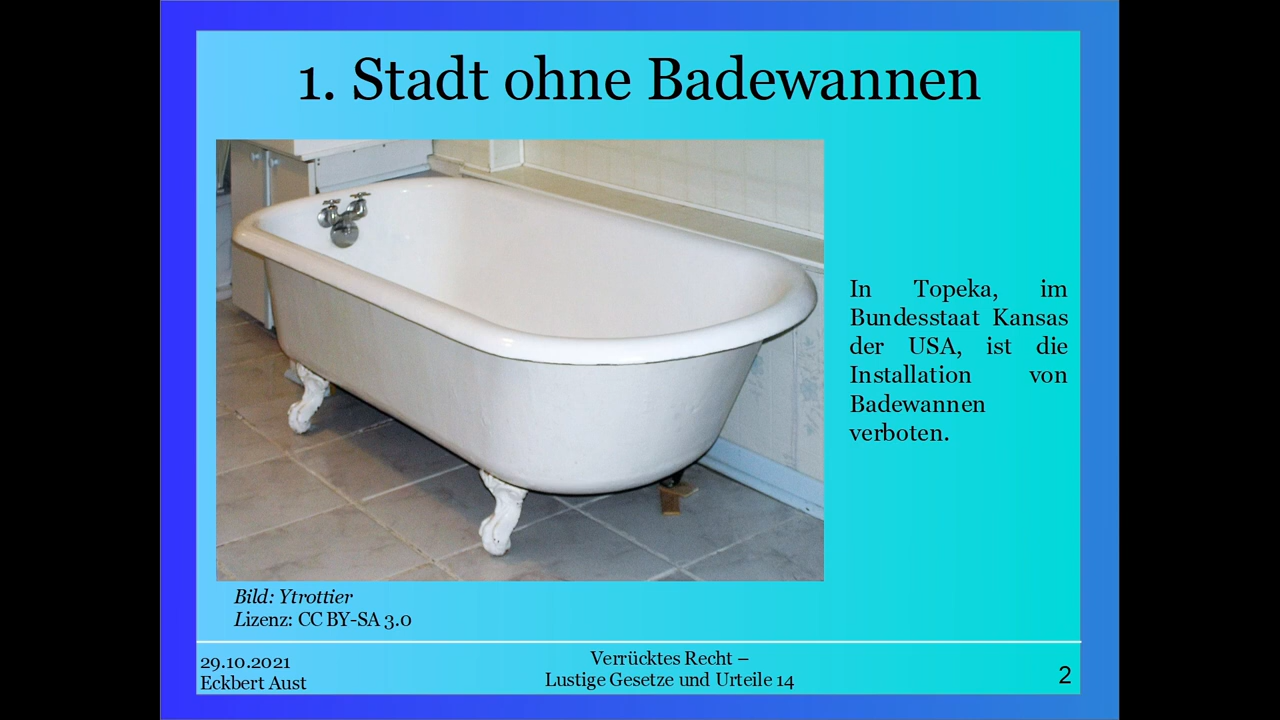 1. Stadt ohne Badewannen
In Topeka, im
Bundesstaat Kansas
der USA, ist die
Installation von
Badewannen
verboten.
Bild: Ytrottier
Lizenz: CC BY-SA 3.0
29.10.2021
Eckbert Aust
Verrücktes Recht –
Lustige Gesetze und Urteile 14
2